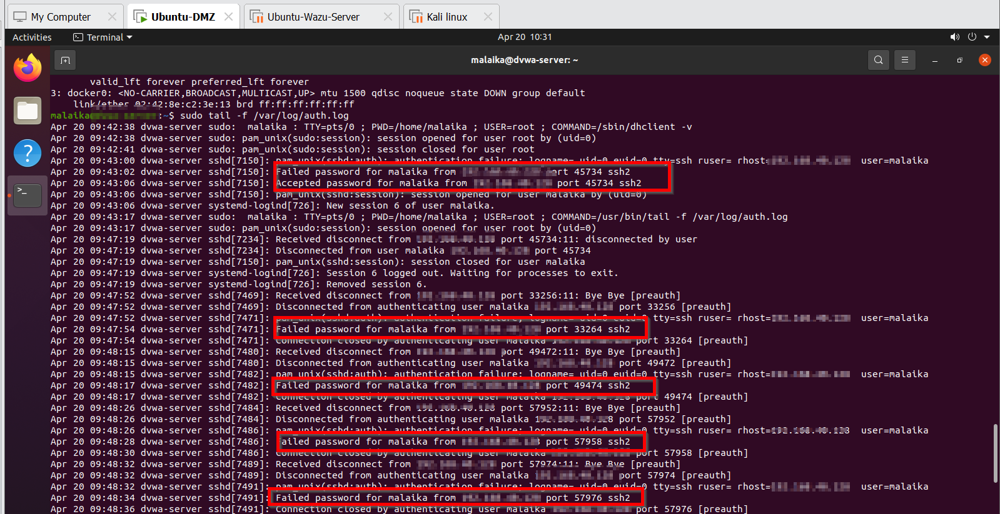 My Computer
Ubuntu-DMZ
Ubuntu-Wazu-Server
Kali linux
Activities
Terminal
Apr 20 10:31
malaika@dvwa-server: ~
valid_lft forever preferred_lft forever
3: docker0: <NO-CARRIER,BROADCAST,MULTICAST,UP> mtu 1500 qdisc noqueue state DOWN group default
link/ether 02:42:8e:c2:3e:13 brd ff:ff:ff:ff:ff:ff
malaika :~$ sudo tail -f /var/log/auth.log
Apr 20 09:42:38 dvwa-server sudo: malaika : TTY=pts/0 ; PWD=/home/malaika ; USER=root ; COMMAND=/sbin/dhclient -v
Apr 20 09:42:38 dvwa-server sudo: pam_unix(sudo:session): session opened for user root by (uid=0)
Apr 20 09:42:41 dvwa-server sudo: pam_unix(sudo:session): session closed for user root
Apr 20 09:43:00 dvwa-server sshd[7150]: pam_unix(sshd:auth): authentication failure; logname= uid=0 euid=0 tty=ssh ruser= rhost= user=malaika
Apr 20 09:43:02 dvwa-server sshd[7150]: Failed password for malaika from port 45734 ssh2
Apr 20 09:43:06 dvwa-server sshd[7150]: Accepted password for malaika from port 45734 ssh2
Apr 20 09:43:06 dvwa-server sshd[7150]: pam_unix(sshd:session): session opened for user malaika by (uid=0)
Apr 20 09:43:06 dvwa-server systemd-logind[726]: New session 6 of user malaika.
Apr 20 09:43:17 dvwa-server sudo: malaika : TTY=pts/0 ; PWD=/home/malaika ; USER=root ; COMMAND=/usr/bin/tail -f /var/log/auth.log
Apr 20 09:43:17 dvwa-server sudo: pam_unix(sudo:session): session opened for user root by (uid=0)
Apr 20 09:47:19 dvwa-server sshd[7234]: Received disconnect from port 45734:11: disconnected by user
Apr 20 09:47:19 dvwa-server sshd[7234]: Disconnected from user malaika port 45734
Apr 20 09:47:19 dvwa-server sshd[7150]: pam_unix(sshd:session): session closed for user malaika
Apr 20 09:47:19 dvwa-server systemd-logind[726]: Session 6 logged out. Waiting for processes to exit.
Apr 20 09:47:19 dvwa-server systemd-logind[726]: Removed session 6.
Apr 20 09:47:52 dvwa-server sshd[7469]: Received disconnect from port 33256:11: Bye Bye [preauth]
Apr 20 09:47:52 dvwa-server sshd[7469]: Disconnected from authenticating user malaika port 33256 [preauth]
Apr 20 09:47:52 dvwa-server sshd[7471]: pam_unix(sshd:auth): authentication failure; logname= uid=0 euid=0 tty=ssh ruser= rhost= user=malaika
Apr 20 09:47:54 dvwa-server sshd[7471]: Failed password for malaika from port 33264 ssh2
Apr 20 09:47:54 dvwa-server sshd[7471]: Connection closed by authenticating user malaika port 33264 [preauth]
Apr 20 09:48:15 dvwa-server sshd[7480]: Received disconnect from port 49472:11: Bye Bye [preauth]
Apr 20 09:48:15 dvwa-server sshd[7480]: Disconnected from authenticating user malaika port 49472 [preauth]
Apr 20 09:48:15 dvwa-server sshd[7482]: pam_unix(sshd:auth): authentication failure; logname= uid=0 euid=0 tty=ssh ruser= rhost= user=malaika
Apr 20 09:48:17 dvwa-server sshd[7482]: Failed password for malaika from port 49474 ssh2
Apr 20 09:48:17 dvwa-server sshd[7482]: Connection closed by authenticating user malaika port 49474 [preauth]
Apr 20 09:48:26 dvwa-server sshd[7484]: Received disconnect from port 57952:11: Bye Bye [preauth]
Apr 20 09:48:26 dvwa-server sshd[7484]: Disconnected from authenticating user malaika port 57952 [preauth]
Apr 20 09:48:26 dvwa-server sshd[7486]: pam_unix(sshd:auth): authentication failure; logname= uid=0 euid=0 tty=ssh ruser= rhost= user=malaika
Apr 20 09:48:28 dvwa-server sshd[7486]: Failed password for malaika from port 57958 ssh2
Apr 20 09:48:30 dvwa-server sshd[7486]: Connection closed by authenticating user malaika port 57958 [preauth]
Apr 20 09:48:32 dvwa-server sshd[7489]: Received disconnect from port 57974:11: Bye Bye [preauth]
Apr 20 09:48:32 dvwa-server sshd[7489]: Disconnected from authenticating user malaika port 57974 [preauth]
Apr 20 09:48:32 dvwa-server sshd[7491]: pam_unix(sshd:auth): authentication failure; logname= uid=0 euid=0 tty=ssh ruser= rhost= user=malaika
Apr 20 09:48:34 dvwa-server sshd[7491]: Failed password for malaika from port 57976 ssh2
Apr 20 09:48:36 dvwa-server sshd[7491]: Connection closed by authenticating user malaika port 57976 [preauth]